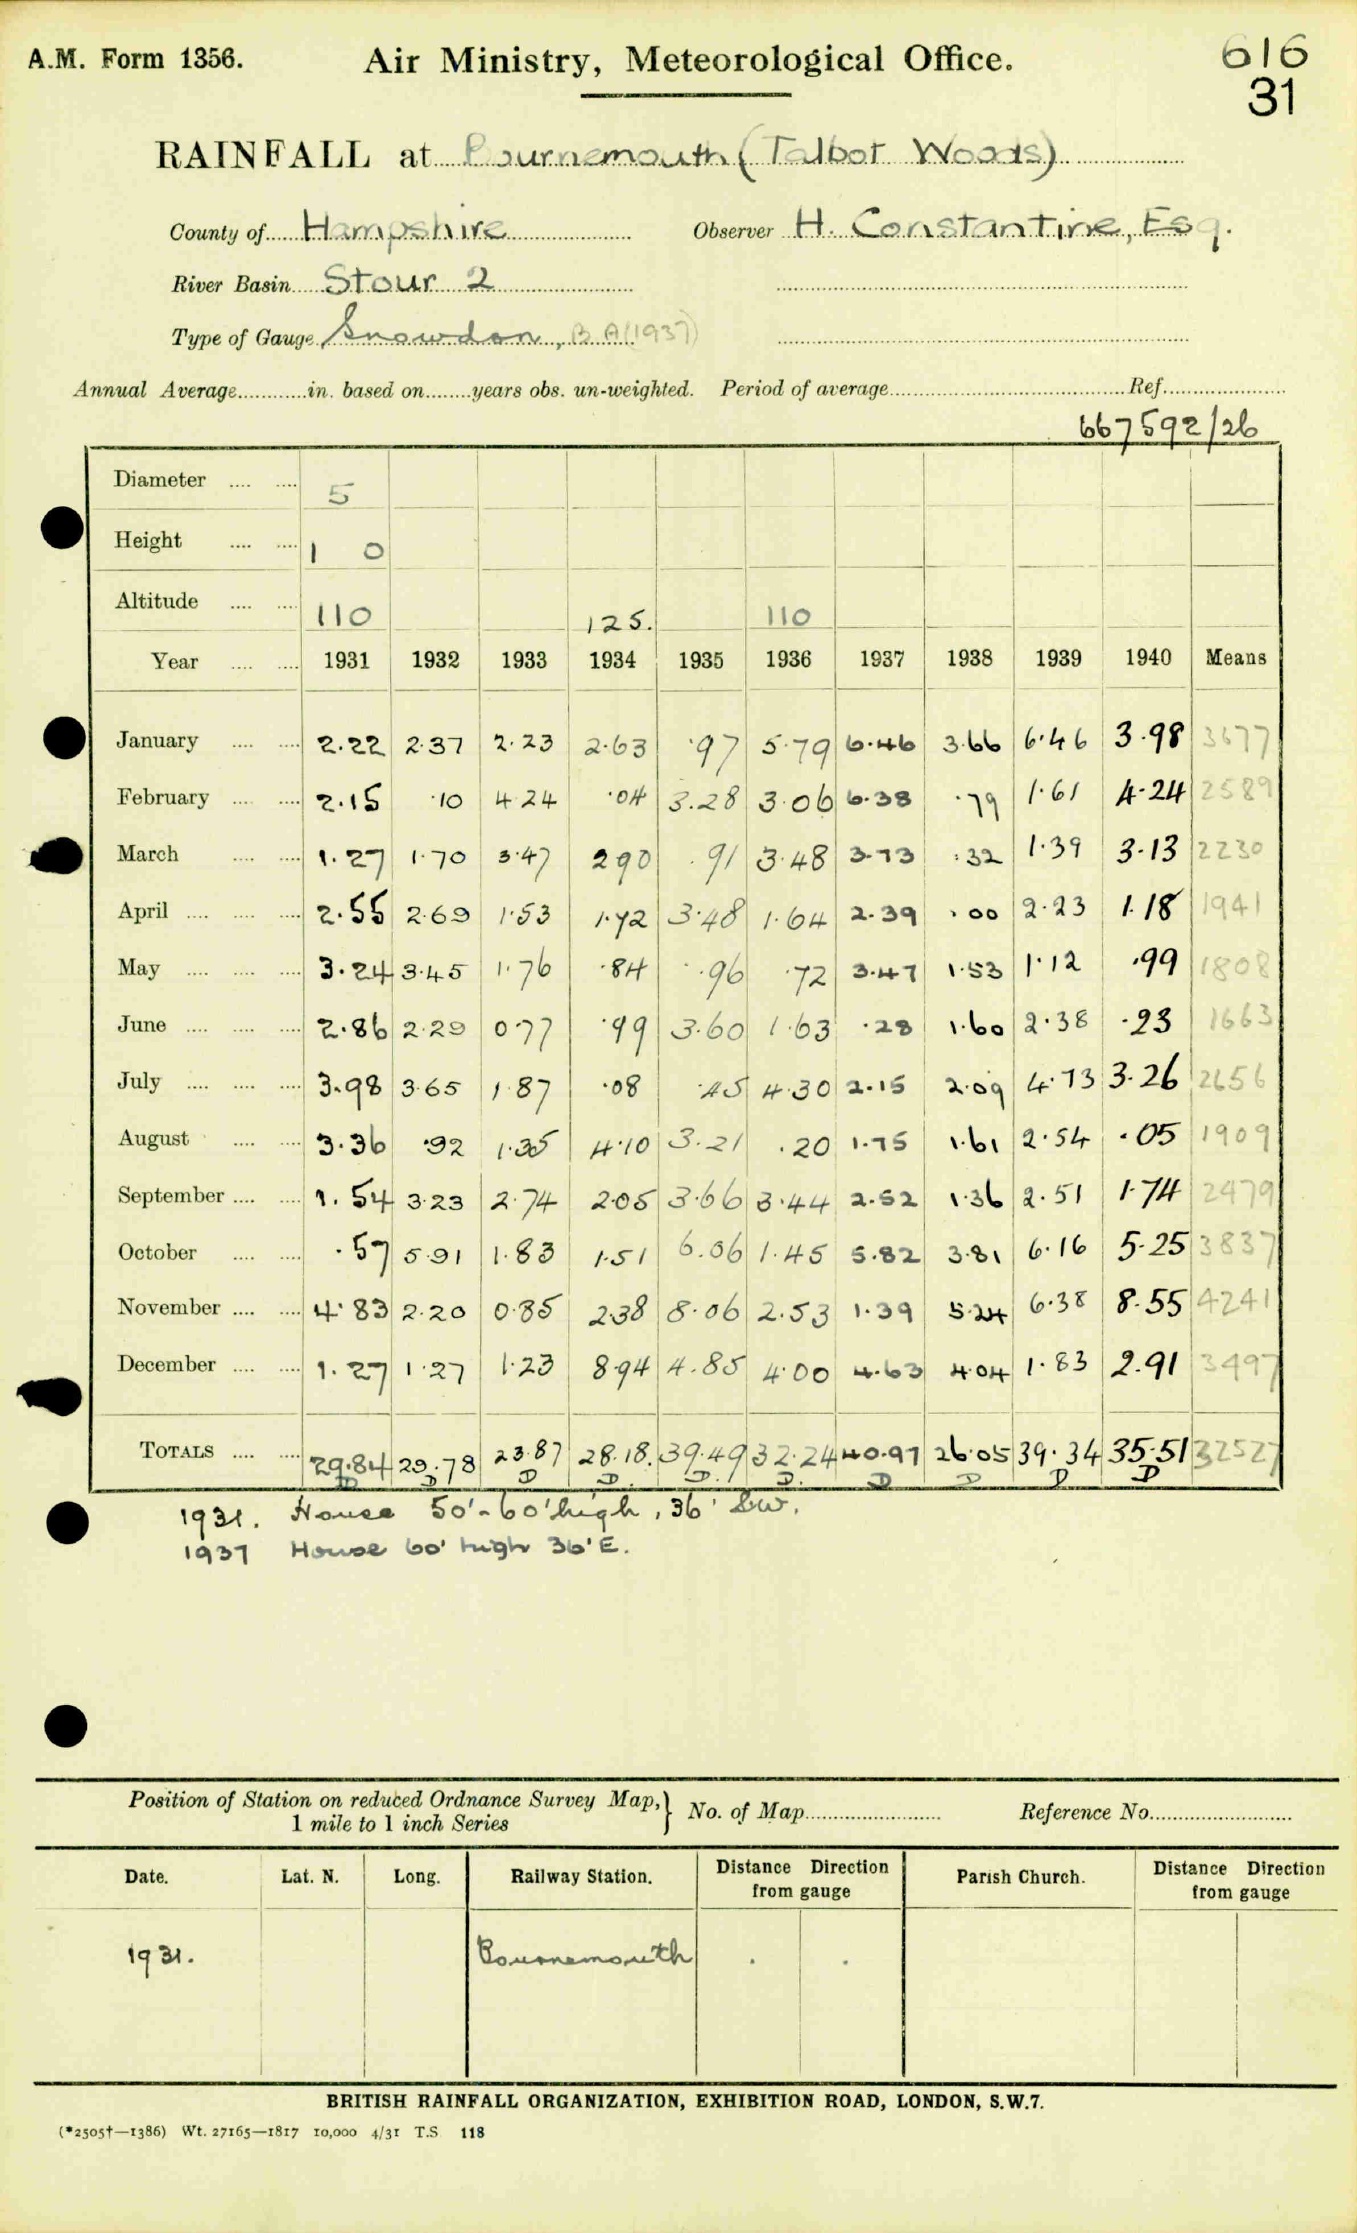 A.M. Form 1356. Air Ministry, Meteorological Office. 616
31
RAINFALL at Bournemouth (Talbot Woods)
County of Hampshire Observer H. Constantine, Esq.
River Basin Stour 2
Type of Gauge Snowdon, B A (1937)
Annual Average in. based on years obs. un-weighted. Period of average Ref.
667592/26
Diameter 5
Height 1 0
Altitude 110 125. 110
Year 1931 1932 1933 1934 1935 1936 1937 1938 1939 1940 Means
January 2.22 2.37 2.23 2.63 .97 5.79 6.46 3.66 6.46 3.98 3677
February 2.15 .10 4.24 .04 3.28 3.06 6.38 .79 1.61 4.24 2589
March 1.27 1.70 3.47 2.90 .91 3.48 3.73 .32 1.39 3.13 2230
April 2.55 2.69 1.53 1.72 3.48 1.64 2.39 .00 2.23 1.18 1941
May 3.24 3.45 1.76 .84 .96 .72 3.47 1.53 1.12 .99 1808
June 2.86 2.29 0.77 .99 3.60 1.63 .28 1.60 2.38 .23 1663
July 3.98 3.65 1.87 .08 .45 4.30 2.15 2.09 4.73 3.26 2656
August 3.36 .92 1.35 4.10 3.21 .20 1.75 1.61 2.54 .05 1909
September 1.54 3.23 2.74 2.05 3.66 3.44 2.52 1.36 2.51 1.74 2479
October .57 5.91 1.83 1.51 6.06 1.45 5.82 3.81 6.16 5.25 3837
November 4.83 2.20 0.85 2.38 8.06 2.53 1.39 5.24 6.38 8.55 4241
December 1.27 1.27 1.23 8.94 4.85 4.00 4.63 4.04 1.83 2.91 3497
TOTALS 29.84 29.78 23.87 28.18. 39.49 32.24 40.97 26.05 39.34 35.51 32527
D D D D. D. D. D D D D
1931. House 50'-60' high, 36' SW.
1937 House 60' high 36' E.
Position of Station on reduced Ordnance Survey Map, } No. of Map Reference No.
1 mile to 1 inch Series
Date. Lat. N. Long. Railway Station. Distance Direction from gauge Parish Church. Distance Direction from gauge
1931. Bournemouth . .
BRITISH RAINFALL ORGANIZATION, EXHIBITION ROAD, LONDON, S.W.7.
(*2505†—1386) Wt. 27165—1817 10,000 4/31 T.S 118